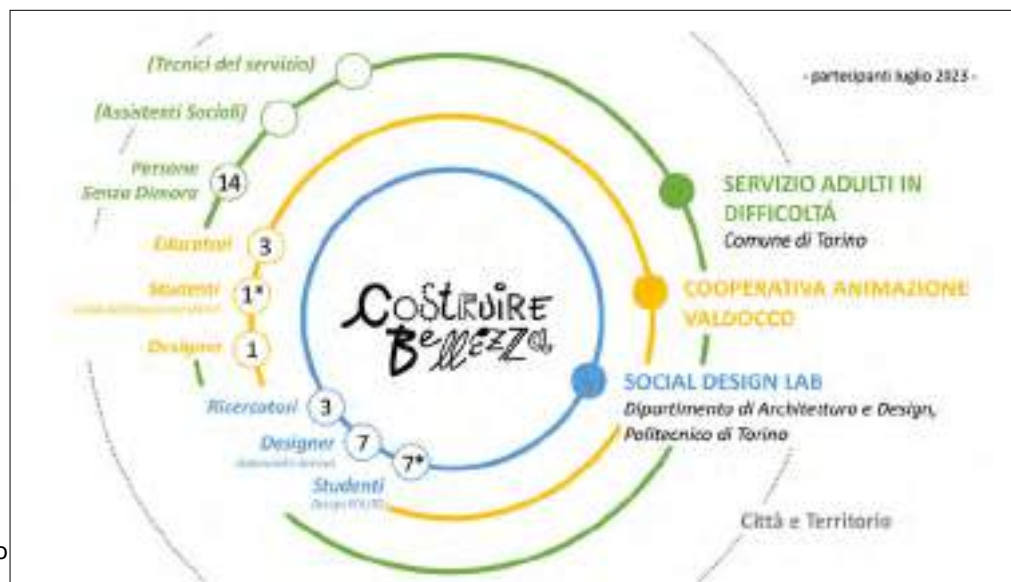 (Tecnici del servizio)
- partecipanti luglio 2023 -
(Assistenti Sociali)
Persone
Senza Dimora
14
SERVIZIO ADULTI IN
DIFFICOLTÁ
Comune di Torino
Educatori
3
Studenti
1*
COOPERATIVA ANIMAZIONE
VALDOCCO
Designer
1
COSTRUIRE
BELLEZZA
SOCIAL DESIGN LAB
Dipartimento di Architettura e Design,
Politecnico di Torino
Ricercatori
3
Designer
7
7*
Studenti
Città e Territorio
o